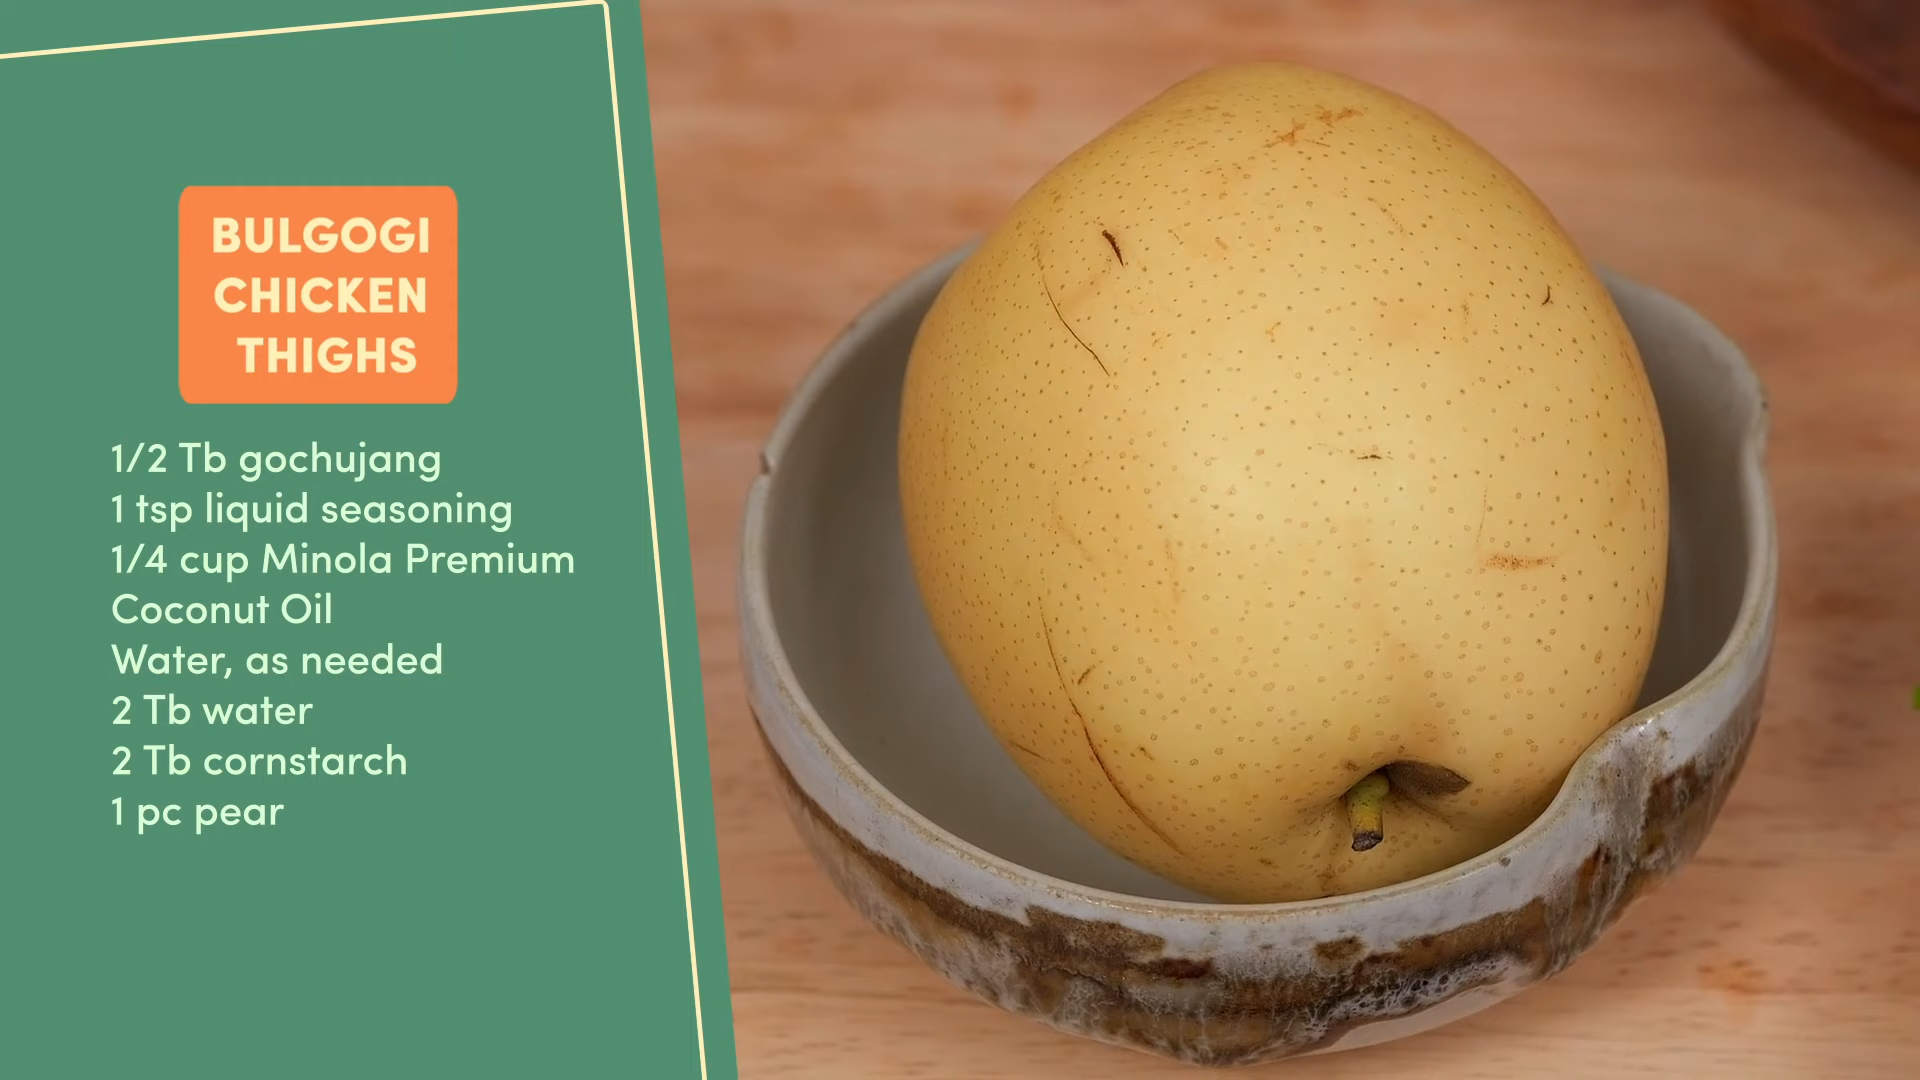 BULGOGI
CHICKEN
THIGHS
1/2 Tb gochujang
1 tsp liquid seasoning
1/4 cup Minola Premium
Coconut Oil
Water, as needed
2 Tb water
2 Tb cornstarch
1 pc pear